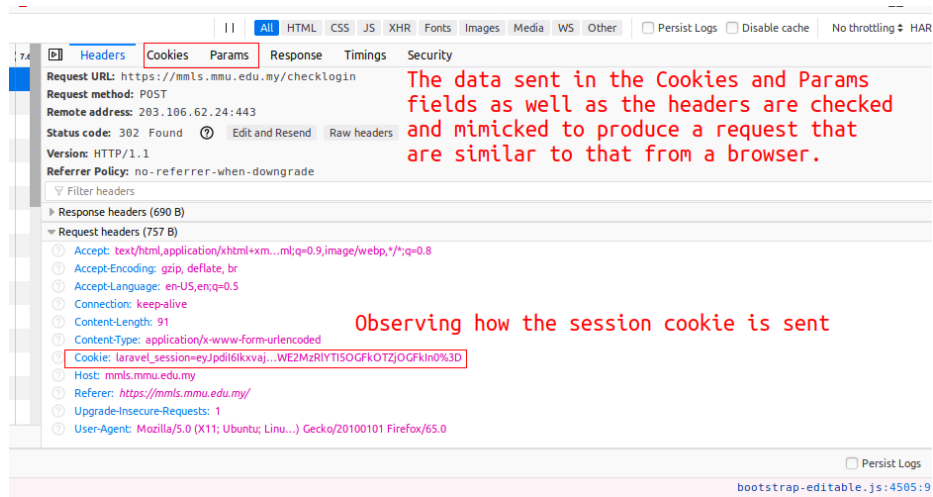 || All HTML CSS JS XHR Fonts Images Media WS Other Persist Logs Disable cache No throttling HAR
Headers Cookies Params Response Timings Security
Request URL: https://mmls.mmu.edu.my/checklogin
Request method: POST
Remote address: 203.106.62.24:443
Status code: 302 Found ? Edit and Resend Raw headers
Version: HTTP/1.1
Referrer Policy: no-referrer-when-downgrade
The data sent in the Cookies and Params
fields as well as the headers are checked
and mimicked to produce a request that
are similar to that from a browser.
Filter headers
Response headers (690 B)
Request headers (757 B)
? Accept: text/html,application/xhtml+xm…ml;q=0.9,image/webp,*/*;q=0.8
? Accept-Encoding: gzip, deflate, br
? Accept-Language: en-US,en;q=0.5
? Connection: keep-alive
? Content-Length: 91
Observing how the session cookie is sent
? Content-Type: application/x-www-form-urlencoded
? Cookie: laravel_session=eyJpdiI6Ikxvaj…WE2MzRlYTI5OGFkOTZjOGFkIn0%3D
? Host: mmls.mmu.edu.my
? Referer: https://mmls.mmu.edu.my/
? Upgrade-Insecure-Requests: 1
? User-Agent: Mozilla/5.0 (X11; Ubuntu; Linu…) Gecko/20100101 Firefox/65.0
Persist Logs
bootstrap-editable.js:4505:9